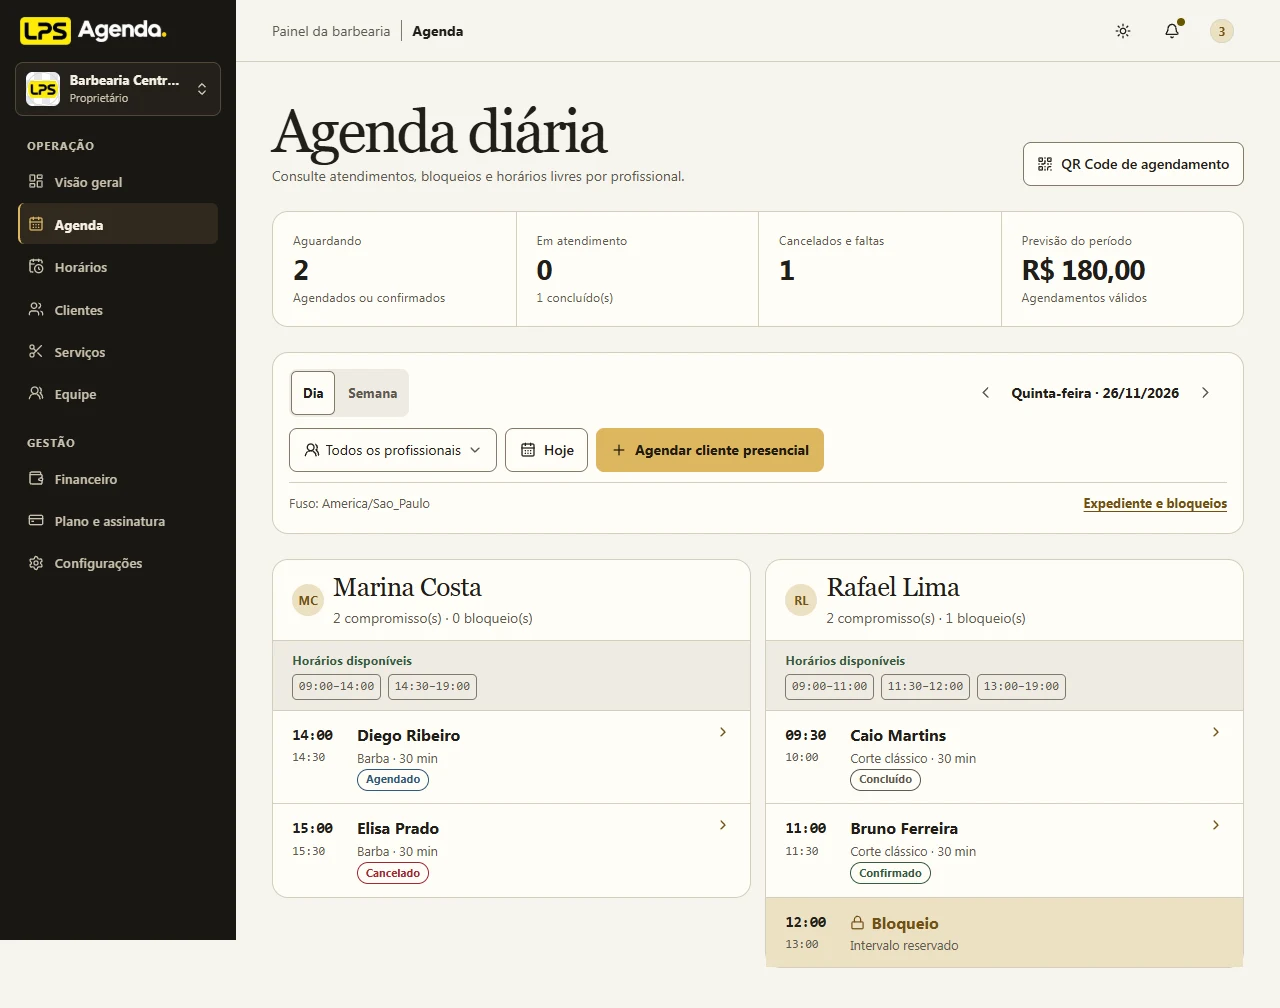 LPS Agenda.
LPS
Barbearia Centr...
Proprietário
OPERAÇÃO
Visão geral
Agenda
Horários
Clientes
Serviços
Equipe
GESTÃO
Financeiro
Plano e assinatura
Configurações
Painel da barbearia
Agenda
3
Agenda diária
Consulte atendimentos, bloqueios e horários livres por profissional.
QR Code de agendamento
Aguardando
2
Agendados ou confirmados
Em atendimento
0
1 concluído(s)
Cancelados e faltas
1
Previsão do período
R$ 180,00
Agendamentos válidos
Dia
Semana
Quinta-feira · 26/11/2026
Todos os profissionais
Hoje
Agendar cliente presencial
Fuso: America/Sao_Paulo
Expediente e bloqueios
MC
Marina Costa
2 compromisso(s) · 0 bloqueio(s)
Horários disponíveis
09:00–14:00
14:30–19:00
14:00
14:30
Diego Ribeiro
Barba · 30 min
Agendado
15:00
15:30
Elisa Prado
Barba · 30 min
Cancelado
RL
Rafael Lima
2 compromisso(s) · 1 bloqueio(s)
Horários disponíveis
09:00–11:00
11:30–12:00
13:00–19:00
09:30
10:00
Caio Martins
Corte clássico · 30 min
Concluído
11:00
11:30
Bruno Ferreira
Corte clássico · 30 min
Confirmado
12:00
13:00
Bloqueio
Intervalo reservado